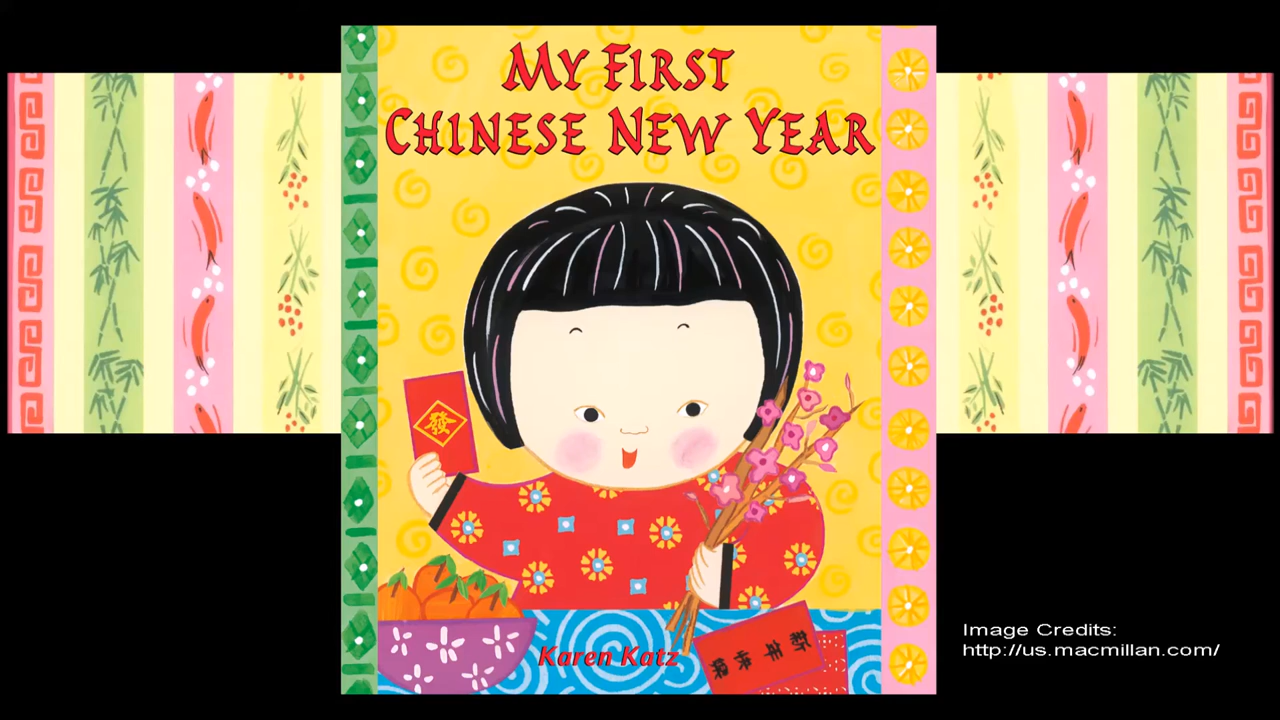 MY FIRST
CHINESE NEW YEAR
發
新年快樂
Karen Katz
Image Credits:
http://us.macmillan.com/